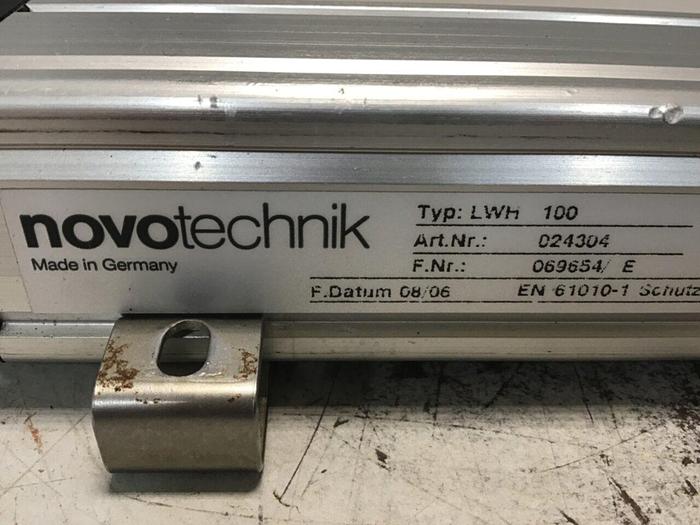 novotechnik
Made in Germany
Typ: LWH 100
Art.Nr.: 024304
F.Nr.: 069654/ E
F.Datum 08/06 EN 61010-1 Schutz